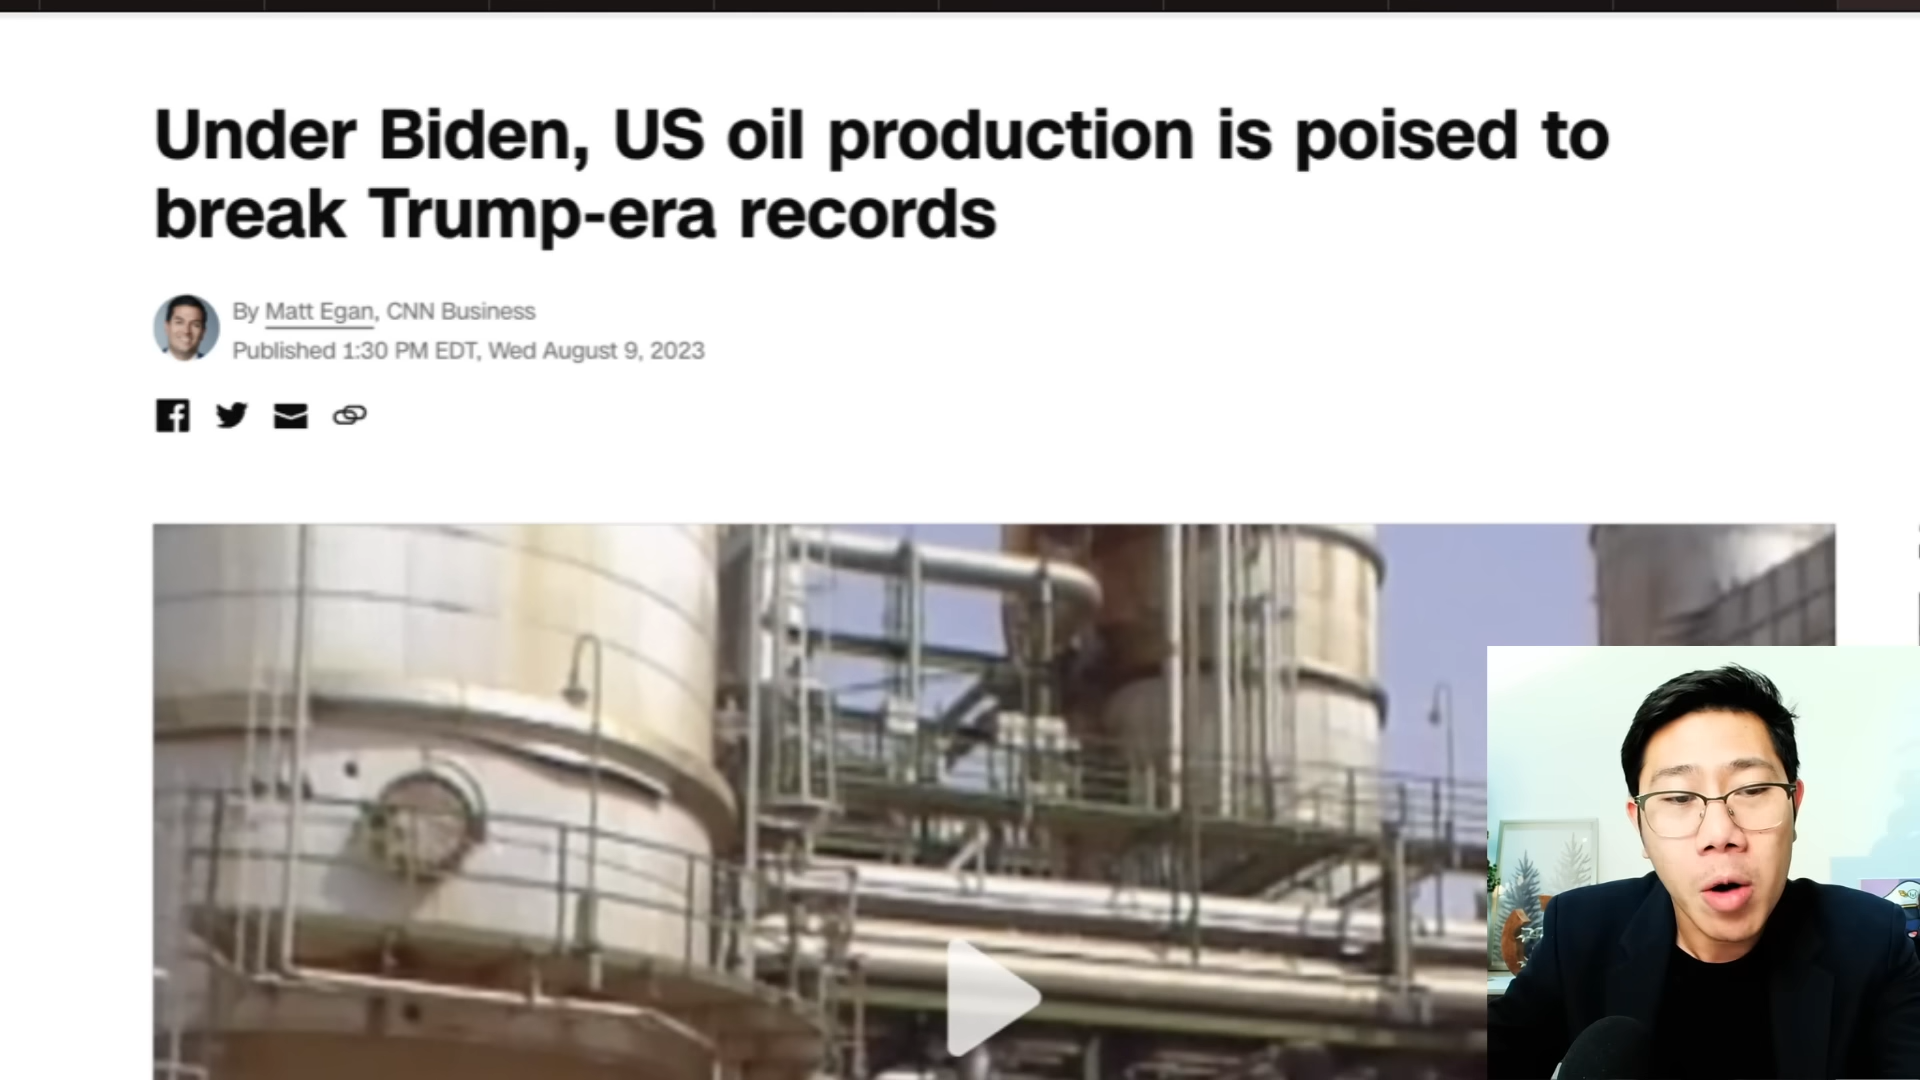 Under Biden, US oil production is poised to
break Trump-era records
By Matt Egan, CNN Business
Published 1:30 PM EDT, Wed August 9, 2023